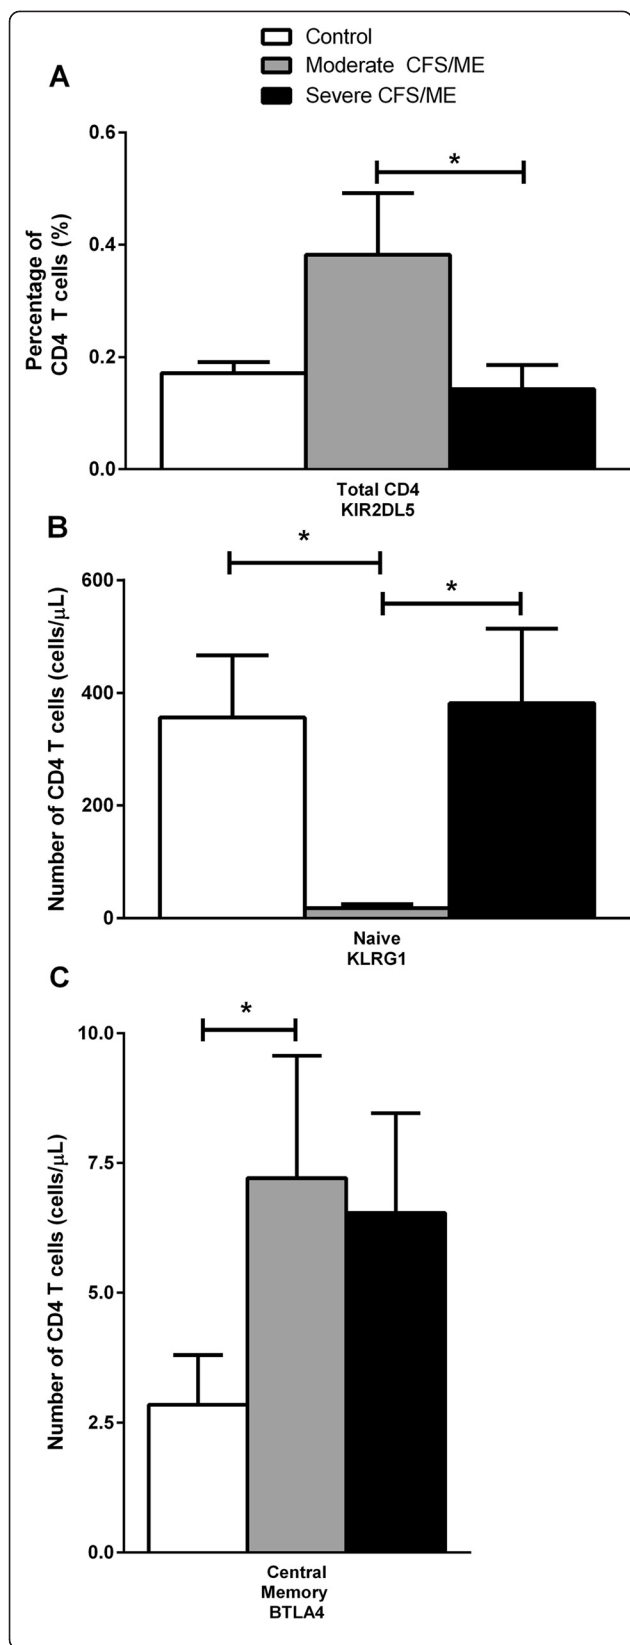 Control
Moderate CFS/ME
Severe CFS/ME
A
0.6
0.4
0.2
0.0
Percentage of
CD4 T cells (%)
*
Total CD4
KIR2DL5
B
600
400
200
0
Number of CD4 T cells (cells/µL)
*
*
Naive
KLRG1
C
10.0
7.5
5.0
2.5
0.0
Number of CD4 T cells (cells/µL)
*
Central
Memory
BTLA4